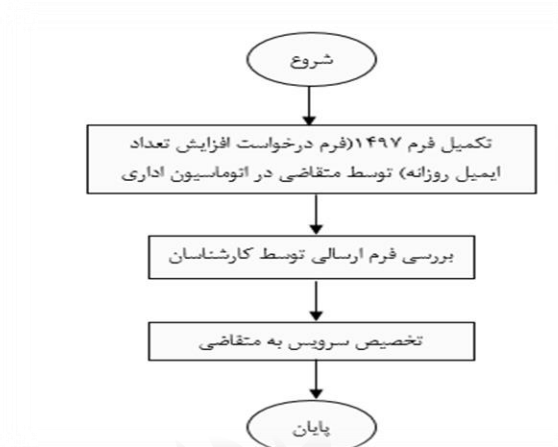 شروع
تکمیل فرم ۱۴۹۷(فرم درخواست افزایش تعداد
ایمیل روزانه) توسط متقاضی در اتوماسیون اداری
بررسی فرم ارسالی توسط کارشناسان
تخصیص سرویس به متقاضی
پایان